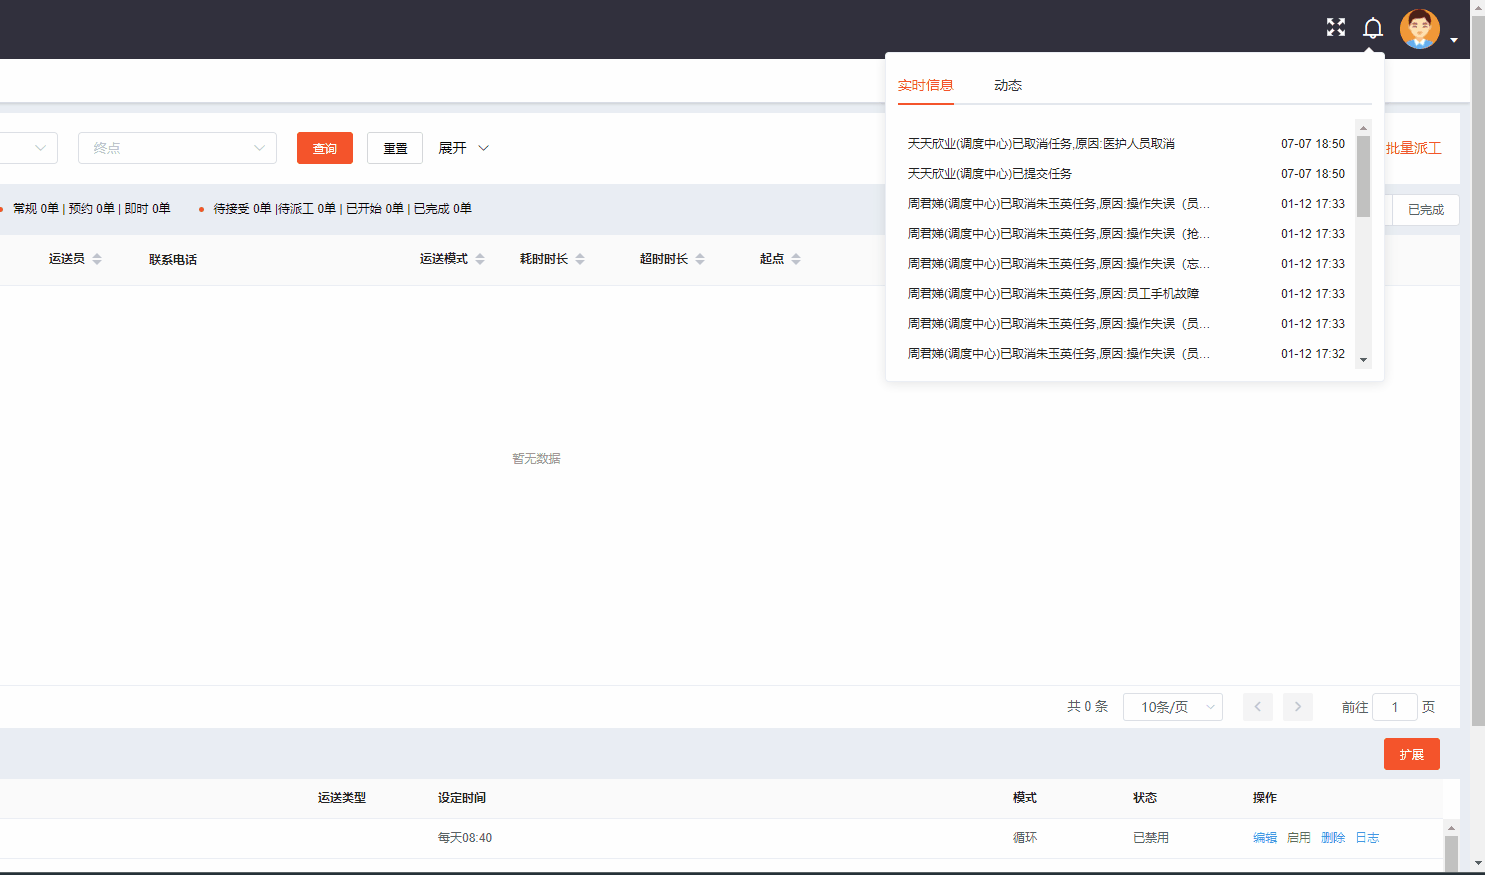 实时信息 动态
终点 查询 重置 展开 批量派工
天天欣业(调度中心)已取消任务,原因:医护人员取消 07-07 18:50
天天欣业(调度中心)已提交任务 07-07 18:50
周君娣(调度中心)已取消朱玉英任务,原因:操作失误（员... 01-12 17:33
周君娣(调度中心)已取消朱玉英任务,原因:操作失误（抢... 01-12 17:33
周君娣(调度中心)已取消朱玉英任务,原因:操作失误（忘... 01-12 17:33
周君娣(调度中心)已取消朱玉英任务,原因:员工手机故障 01-12 17:33
周君娣(调度中心)已取消朱玉英任务,原因:操作失误（员... 01-12 17:33
周君娣(调度中心)已取消朱玉英任务,原因:操作失误（员... 01-12 17:32
常规 0单 | 预约 0单 | 即时 0单 待接受 0单 |待派工 0单 | 已开始 0单 | 已完成 0单 已完成
运送员 联系电话 运送模式 耗时时长 超时时长 起点
暂无数据
共 0 条 10条/页 前往 1 页
扩展
运送类型 设定时间 模式 状态 操作
每天08:40 循环 已禁用 编辑 启用 删除 日志